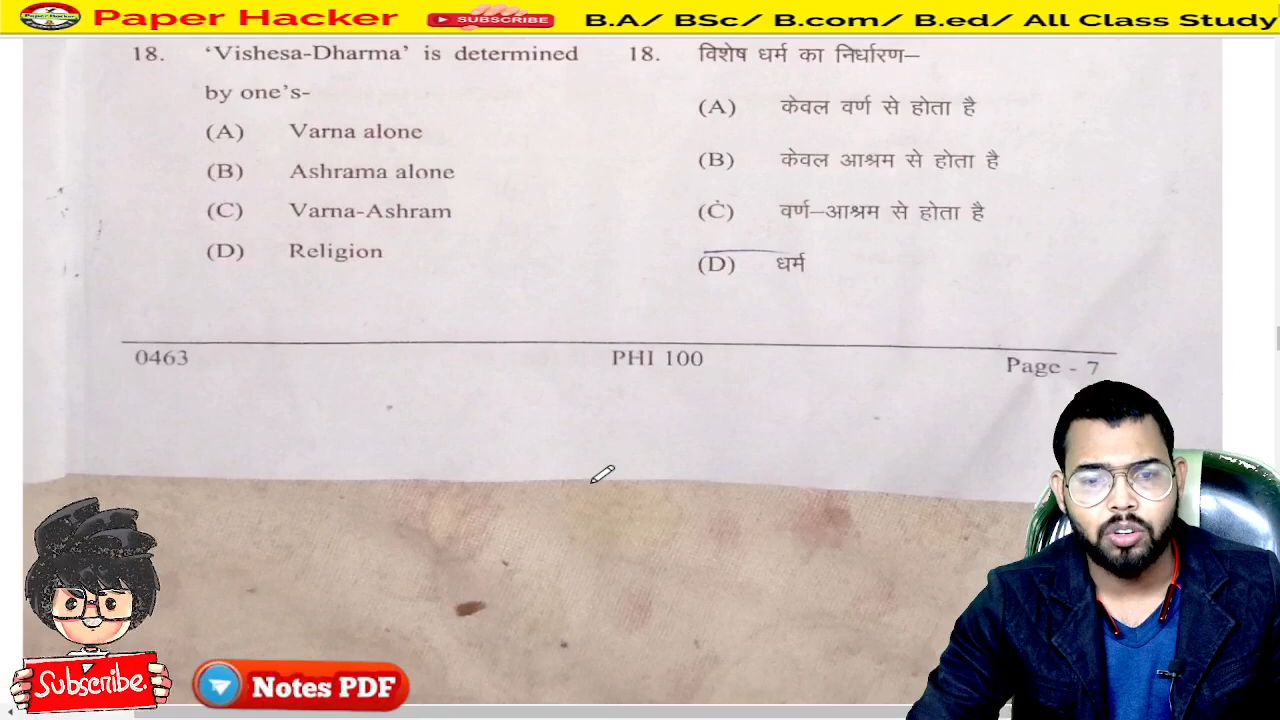 Paper Hacker
SUBSCRIBE
B.A/ BSc/ B.com/ B.ed/ All Class Study
18. 'Vishesa-Dharma' is determined
by one's-
(A) Varna alone
(B) Ashrama alone
(C) Varna-Ashram
(D) Religion
18. विशेष धर्म का निर्धारण–
(A) केवल वर्ण से होता है
(B) केवल आश्रम से होता है
(C) वर्ण–आश्रम से होता है
(D) धर्म
0463 PHI 100 Page - 7
Subscribe.
Notes PDF